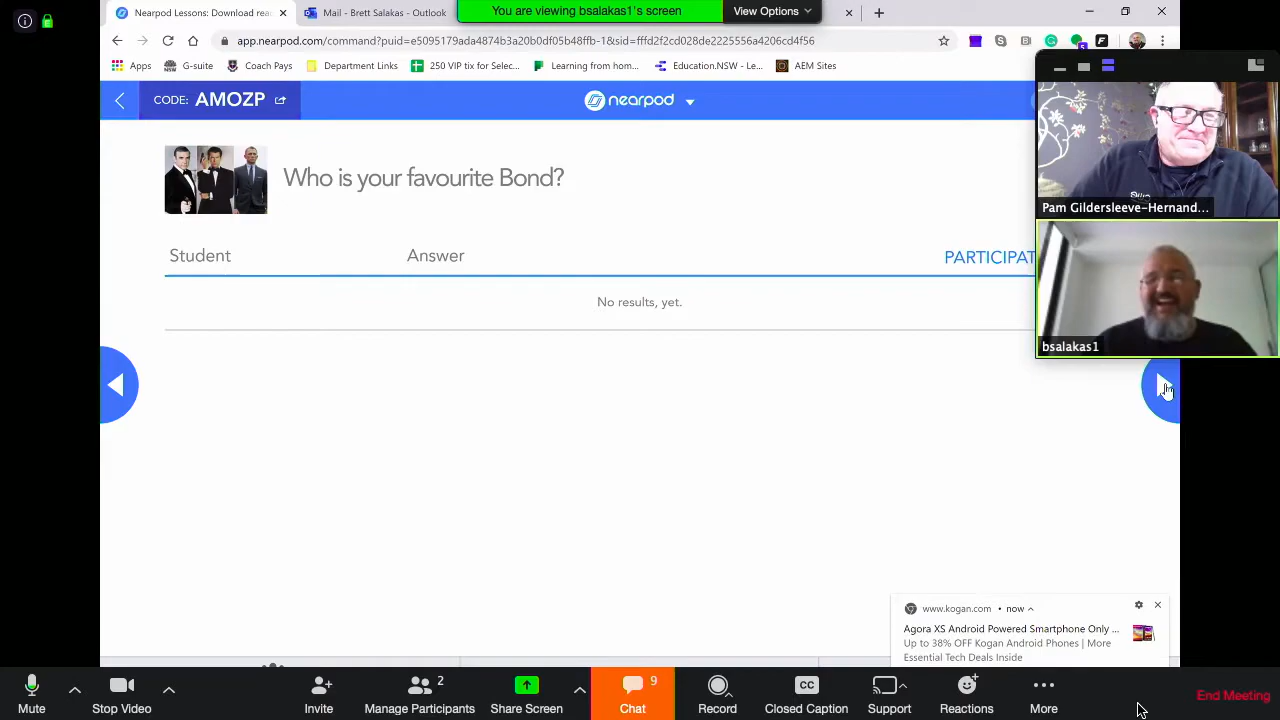 Nearpod Lessons: Download rea
Mail - Brett Salakas - Outlook
You are viewing bsalakas1's screen
View Options
app.nearpod.com/command?puid=e5095179ada4874b3a20b0df05b48ffb-1&sid=fffd2f2cd028de2225556a4206cd4f56
5
Apps
G-suite
Coach Pays
Department Links
250 VIP tix for Selec...
Learning from hom...
Education.NSW - Le...
AEM Sites
CODE: AMOZP
nearpod
Who is your favourite Bond?
Pam Gildersleeve-Hernand...
Student
Answer
PARTICIPAT
No results, yet.
bsalakas1
www.kogan.com • now
Agora XS Android Powered Smartphone Only ...
Up to 38% OFF Kogan Android Phones | More
Essential Tech Deals Inside
Mute
Stop Video
Invite
2
Manage Participants
Share Screen
9
Chat
Record
CC
Closed Caption
Support
Reactions
More
End Meeting